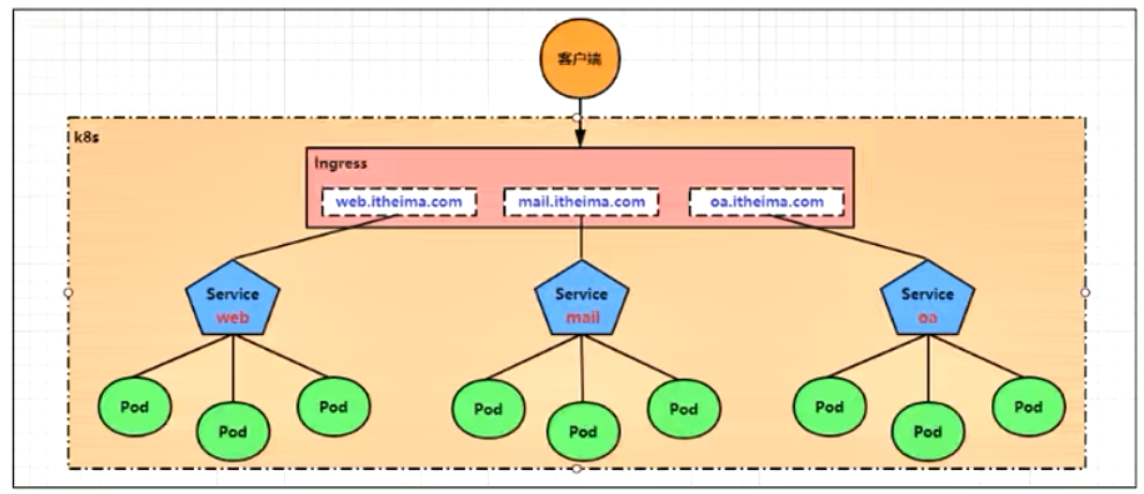 客户端
k8s
Ingress
web.itheima.com
mail.itheima.com
oa.itheima.com
Service
web
Service
mail
Service
oa
Pod
Pod
Pod
Pod
Pod
Pod
Pod
Pod
Pod